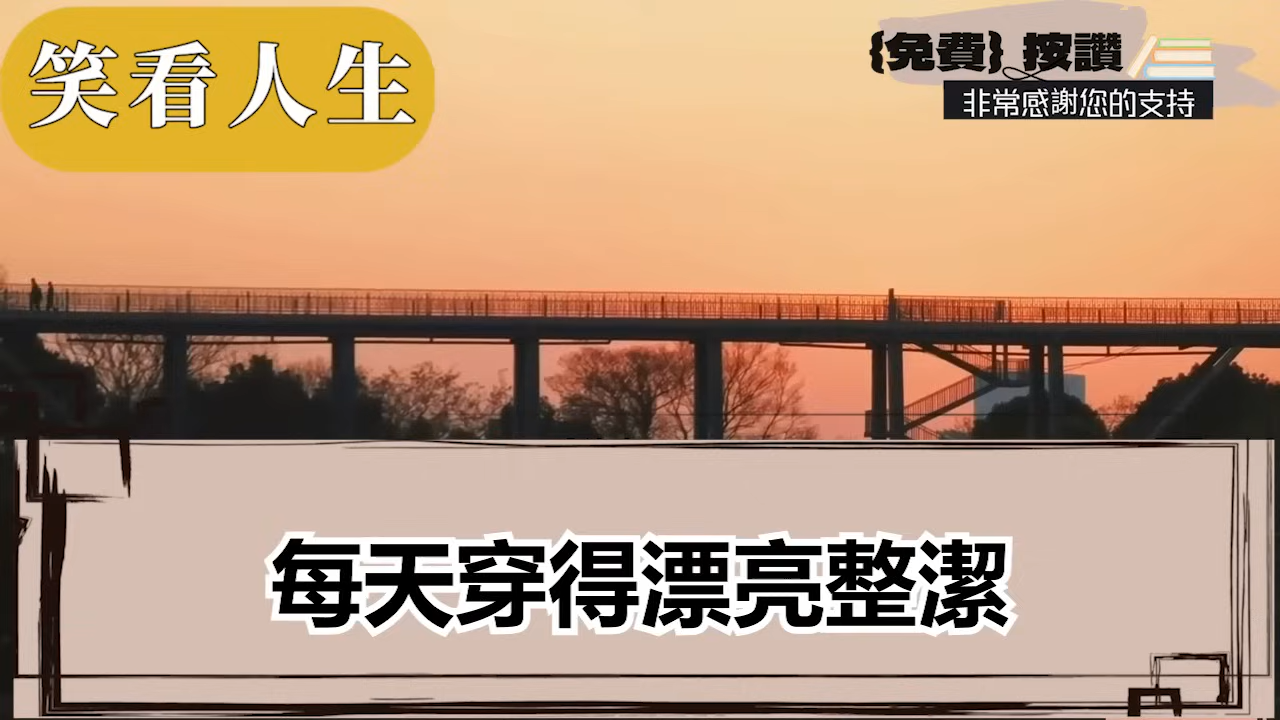 笑看人生
{免費} 按讚
非常感謝您的支持
每天穿得漂亮整潔